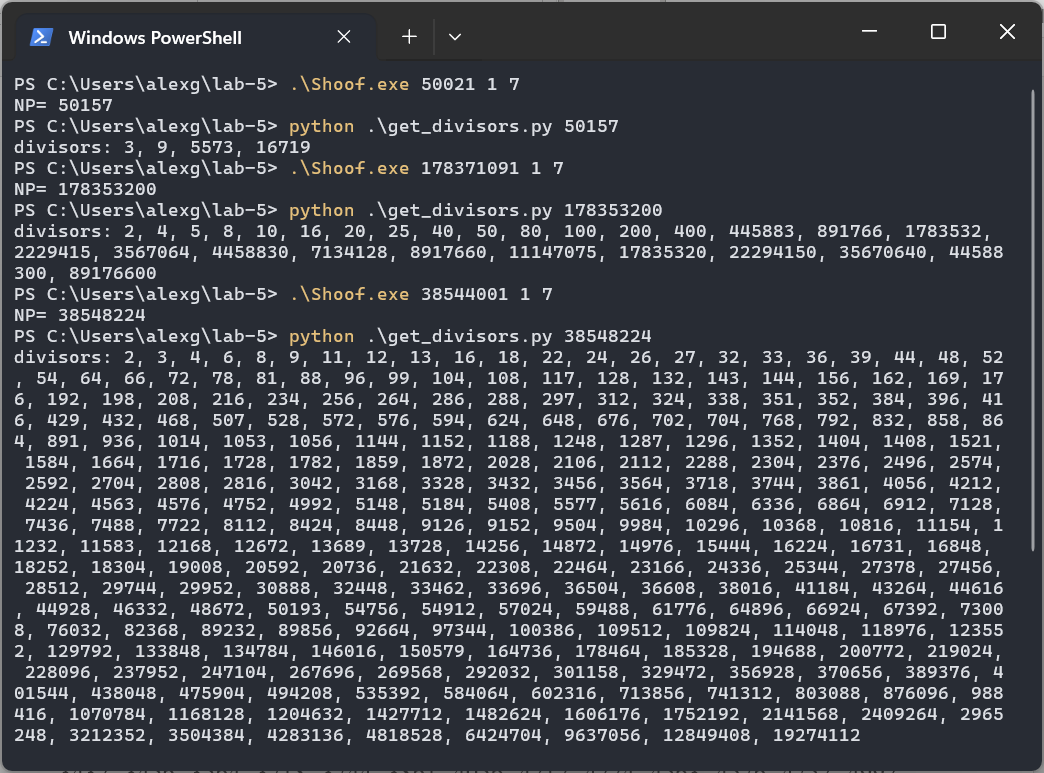 Windows PowerShell
PS C:\Users\alexg\lab-5> .\Shoof.exe 50021 1 7
NP= 50157
PS C:\Users\alexg\lab-5> python .\get_divisors.py 50157
divisors: 3, 9, 5573, 16719
PS C:\Users\alexg\lab-5> .\Shoof.exe 178371091 1 7
NP= 178353200
PS C:\Users\alexg\lab-5> python .\get_divisors.py 178353200
divisors: 2, 4, 5, 8, 10, 16, 20, 25, 40, 50, 80, 100, 200, 400, 445883, 891766, 1783532,
2229415, 3567064, 4458830, 7134128, 8917660, 11147075, 17835320, 22294150, 35670640, 44588
300, 89176600
PS C:\Users\alexg\lab-5> .\Shoof.exe 38544001 1 7
NP= 38548224
PS C:\Users\alexg\lab-5> python .\get_divisors.py 38548224
divisors: 2, 3, 4, 6, 8, 9, 11, 12, 13, 16, 18, 22, 24, 26, 27, 32, 33, 36, 39, 44, 48, 52
, 54, 64, 66, 72, 78, 81, 88, 96, 99, 104, 108, 117, 128, 132, 143, 144, 156, 162, 169, 17
6, 192, 198, 208, 216, 234, 256, 264, 286, 288, 297, 312, 324, 338, 351, 352, 384, 396, 41
6, 429, 432, 468, 507, 528, 572, 576, 594, 624, 648, 676, 702, 704, 768, 792, 832, 858, 86
4, 891, 936, 1014, 1053, 1056, 1144, 1152, 1188, 1248, 1287, 1296, 1352, 1404, 1408, 1521,
1584, 1664, 1716, 1728, 1782, 1859, 1872, 2028, 2106, 2112, 2288, 2304, 2376, 2496, 2574,
2592, 2704, 2808, 2816, 3042, 3168, 3328, 3432, 3456, 3564, 3718, 3744, 3861, 4056, 4212,
4224, 4563, 4576, 4752, 4992, 5148, 5184, 5408, 5577, 5616, 6084, 6336, 6864, 6912, 7128,
7436, 7488, 7722, 8112, 8424, 8448, 9126, 9152, 9504, 9984, 10296, 10368, 10816, 11154, 1
1232, 11583, 12168, 12672, 13689, 13728, 14256, 14872, 14976, 15444, 16224, 16731, 16848,
18252, 18304, 19008, 20592, 20736, 21632, 22308, 22464, 23166, 24336, 25344, 27378, 27456,
28512, 29744, 29952, 30888, 32448, 33462, 33696, 36504, 36608, 38016, 41184, 43264, 44616
, 44928, 46332, 48672, 50193, 54756, 54912, 57024, 59488, 61776, 64896, 66924, 67392, 7300
8, 76032, 82368, 89232, 89856, 92664, 97344, 100386, 109512, 109824, 114048, 118976, 12355
2, 129792, 133848, 134784, 146016, 150579, 164736, 178464, 185328, 194688, 200772, 219024,
228096, 237952, 247104, 267696, 269568, 292032, 301158, 329472, 356928, 370656, 389376, 4
01544, 438048, 475904, 494208, 535392, 584064, 602316, 713856, 741312, 803088, 876096, 988
416, 1070784, 1168128, 1204632, 1427712, 1482624, 1606176, 1752192, 2141568, 2409264, 2965
248, 3212352, 3504384, 4283136, 4818528, 6424704, 9637056, 12849408, 19274112